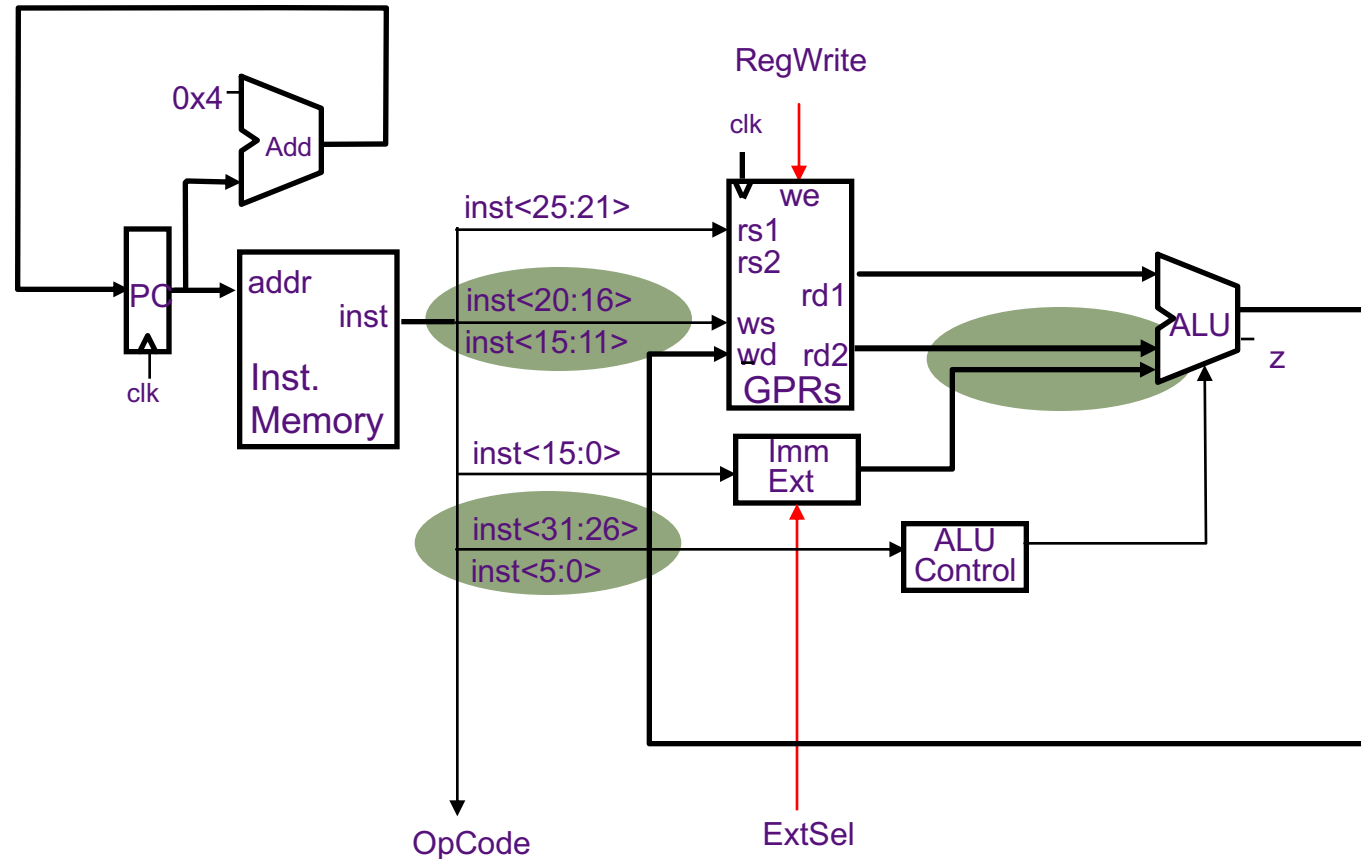 RegWrite
0x4
Add
clk
we
inst<25:21>
rs1
rs2
PC
addr
inst
inst<20:16>
rd1
ws
ALU
inst<15:11>
wd
rd2
z
clk
Inst.
Memory
GPRs
inst<15:0>
Imm
Ext
inst<31:26>
inst<5:0>
ALU
Control
OpCode
ExtSel